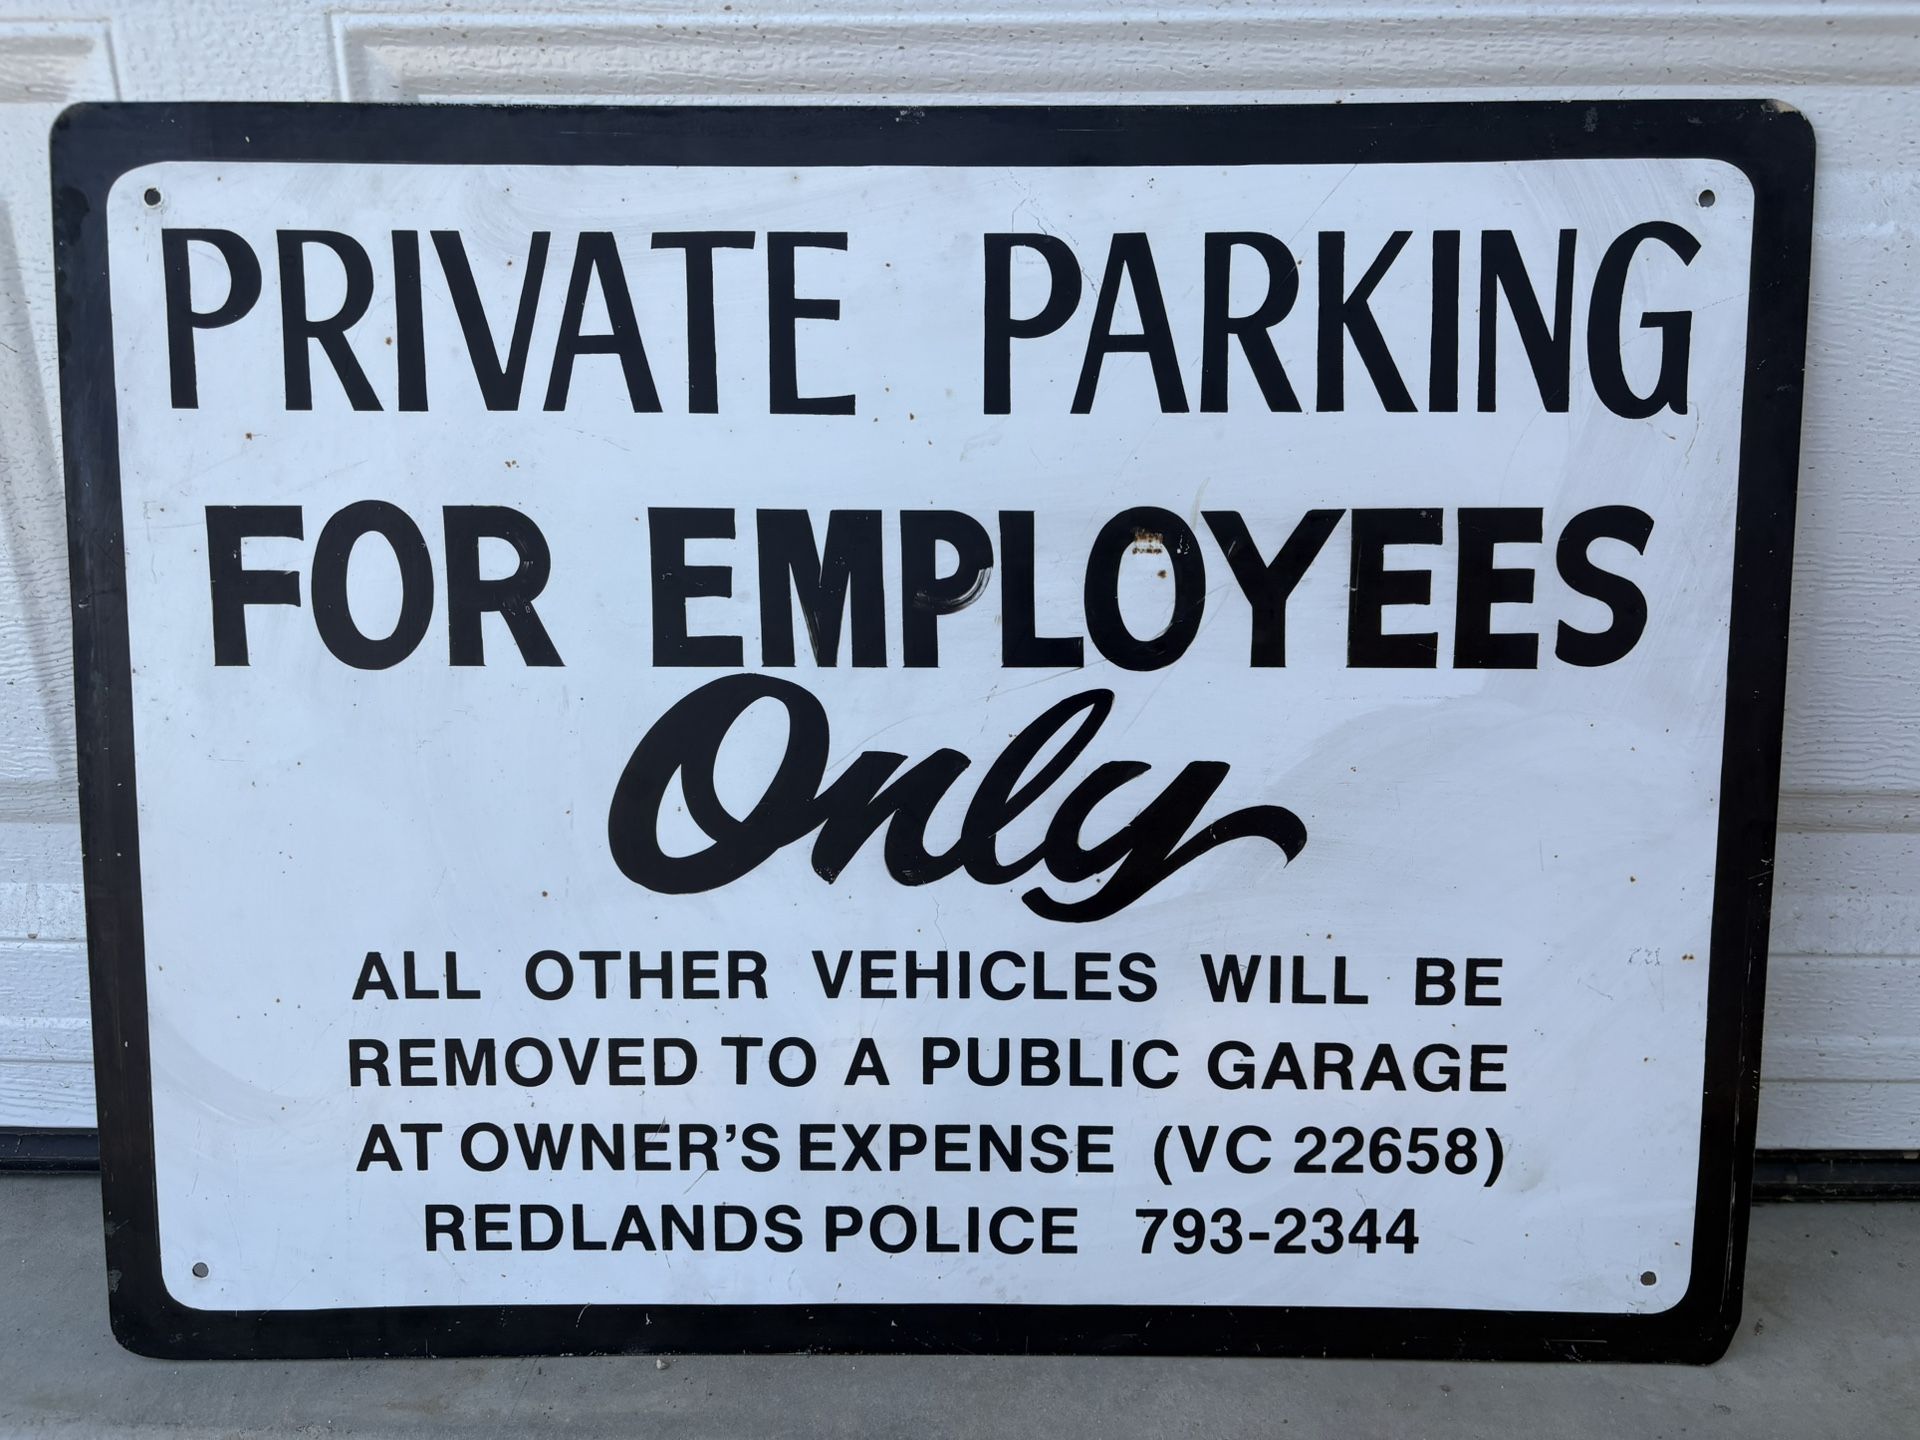 PRIVATE PARKING
FOR EMPLOYEES
Only
ALL OTHER VEHICLES WILL BE
REMOVED TO A PUBLIC GARAGE
AT OWNER'S EXPENSE (VC 22658)
REDLANDS POLICE 793-2344